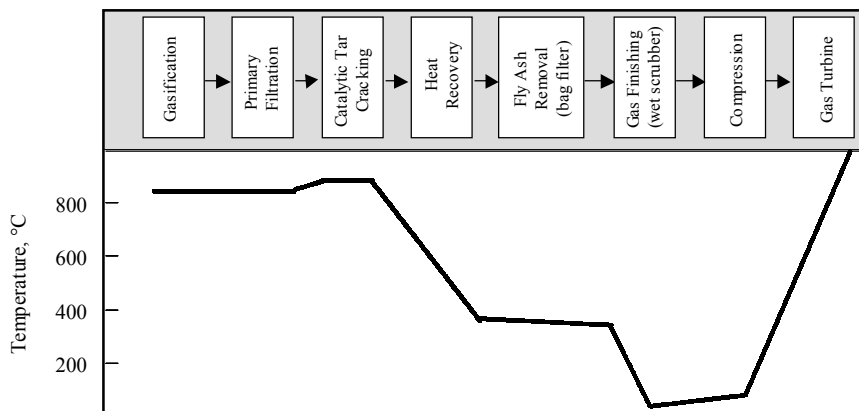 Gasification
Primary
Filtration
Catalytic Tar
Cracking
Heat
Recovery
Fly Ash
Removal
(bag filter)
Gas Finishing
(wet scrubber)
Compression
Gas Turbine
Temperature, °C
800
600
400
200